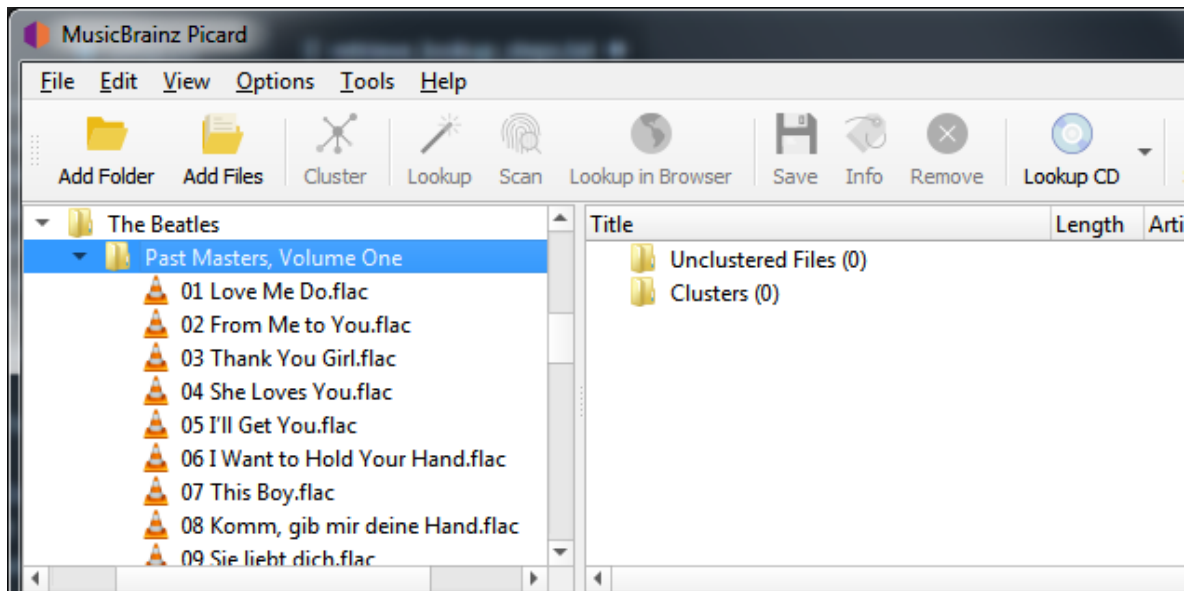 MusicBrainz Picard
File Edit View Options Tools Help
Add Folder Add Files Cluster Lookup Scan Lookup in Browser Save Info Remove Lookup CD
The Beatles
Past Masters, Volume One
01 Love Me Do.flac
02 From Me to You.flac
03 Thank You Girl.flac
04 She Loves You.flac
05 I'll Get You.flac
06 I Want to Hold Your Hand.flac
07 This Boy.flac
08 Komm, gib mir deine Hand.flac
09 Sie liebt dich.flac
Title Length Arti
Unclustered Files (0)
Clusters (0)